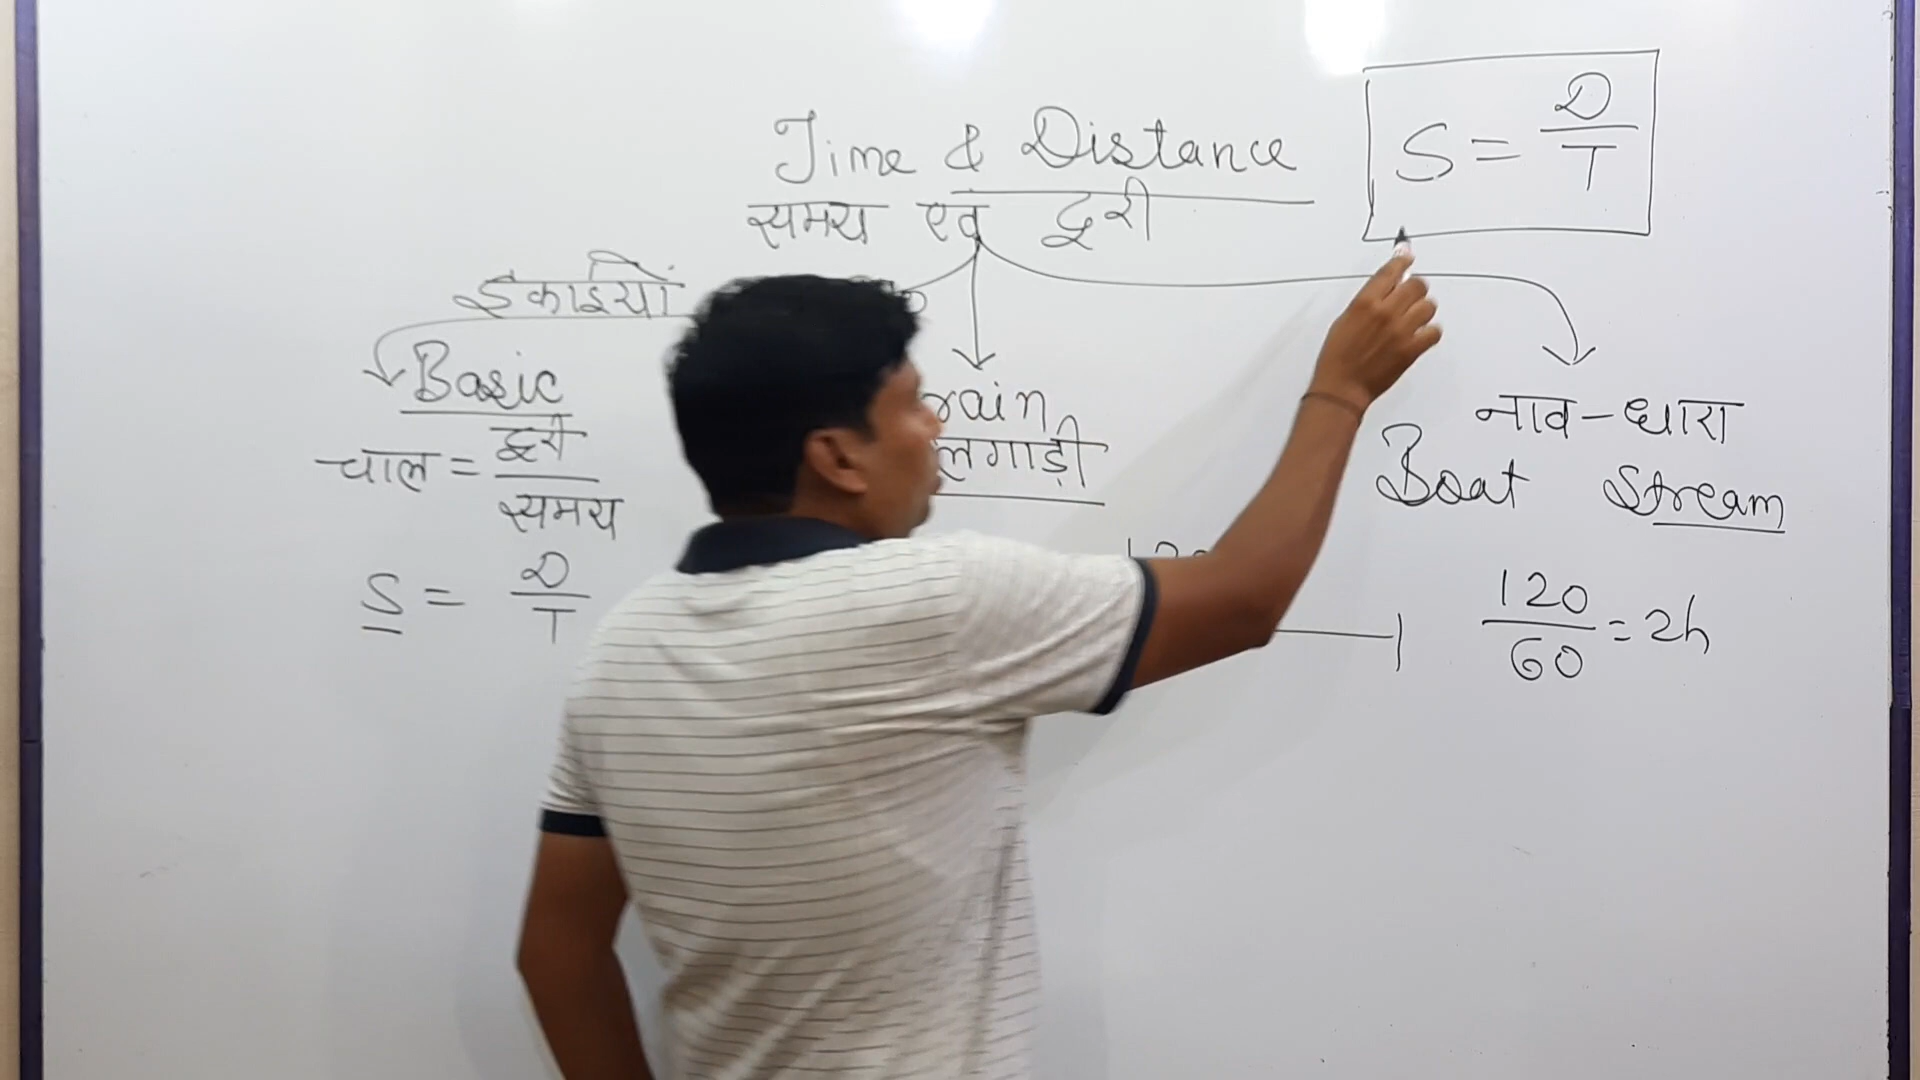 Time & Distance
समय एवं दूरी
S = D/T
इकाइयां
Basic
चाल = दूरी/समय
S = D/T
rain
लगाड़ी
नाव-धारा
Boat Stream
120/60 = 2h